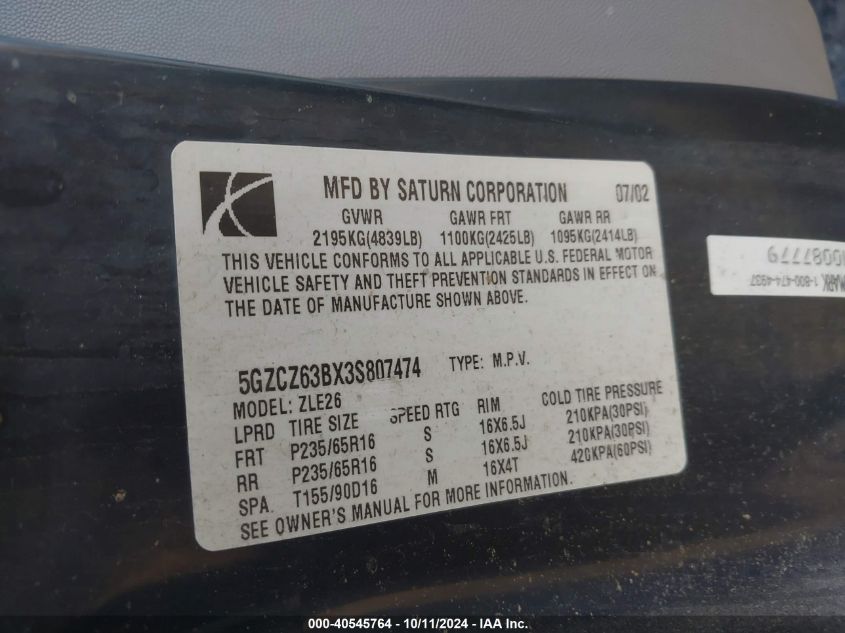 MFD BY SATURN CORPORATION 07/02
GVWR GAWR FRT GAWR RR
2195KG(4839LB) 1100KG(2425LB) 1095KG(2414LB)
THIS VEHICLE CONFORMS TO ALL APPLICABLE U.S. FEDERAL MOTOR
VEHICLE SAFETY AND THEFT PREVENTION STANDARDS IN EFFECT ON
THE DATE OF MANUFACTURE SHOWN ABOVE.
5GZCZ63BX3S807474 TYPE: M.P.V.
MODEL: ZLE26
LPRD TIRE SIZE SPEED RTG RIM COLD TIRE PRESSURE
FRT P235/65R16 S 16X6.5J 210KPA(30PSI)
RR P235/65R16 S 16X6.5J 210KPA(30PSI)
SPA T155/90D16 M 16X4T 420KPA(60PSI)
SEE OWNER'S MANUAL FOR MORE INFORMATION.
1-800-474-4937
000-40545764 - 10/11/2024 - IAA, Inc.